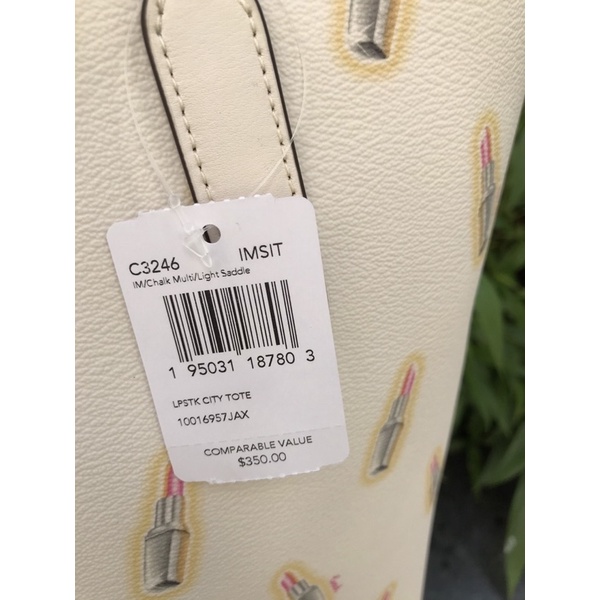 C3246 IMSIT
IM/Chalk Multi/Light Saddle
1 95031 18780 3
LPSTK CITY TOTE
10016957JAX
COMPARABLE VALUE
$350.00